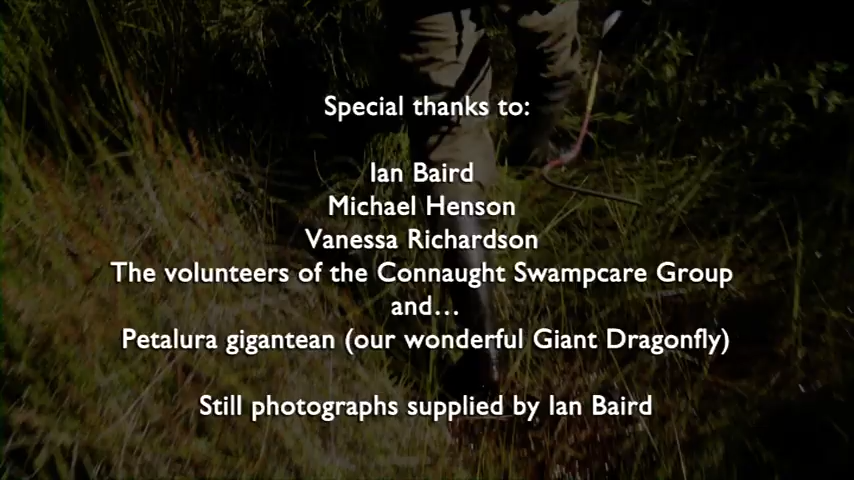 Special thanks to:
Ian Baird
Michael Henson
Vanessa Richardson
The volunteers of the Connaught Swampcare Group
and...
Petalura gigantean (our wonderful Giant Dragonfly)
Still photographs supplied by Ian Baird